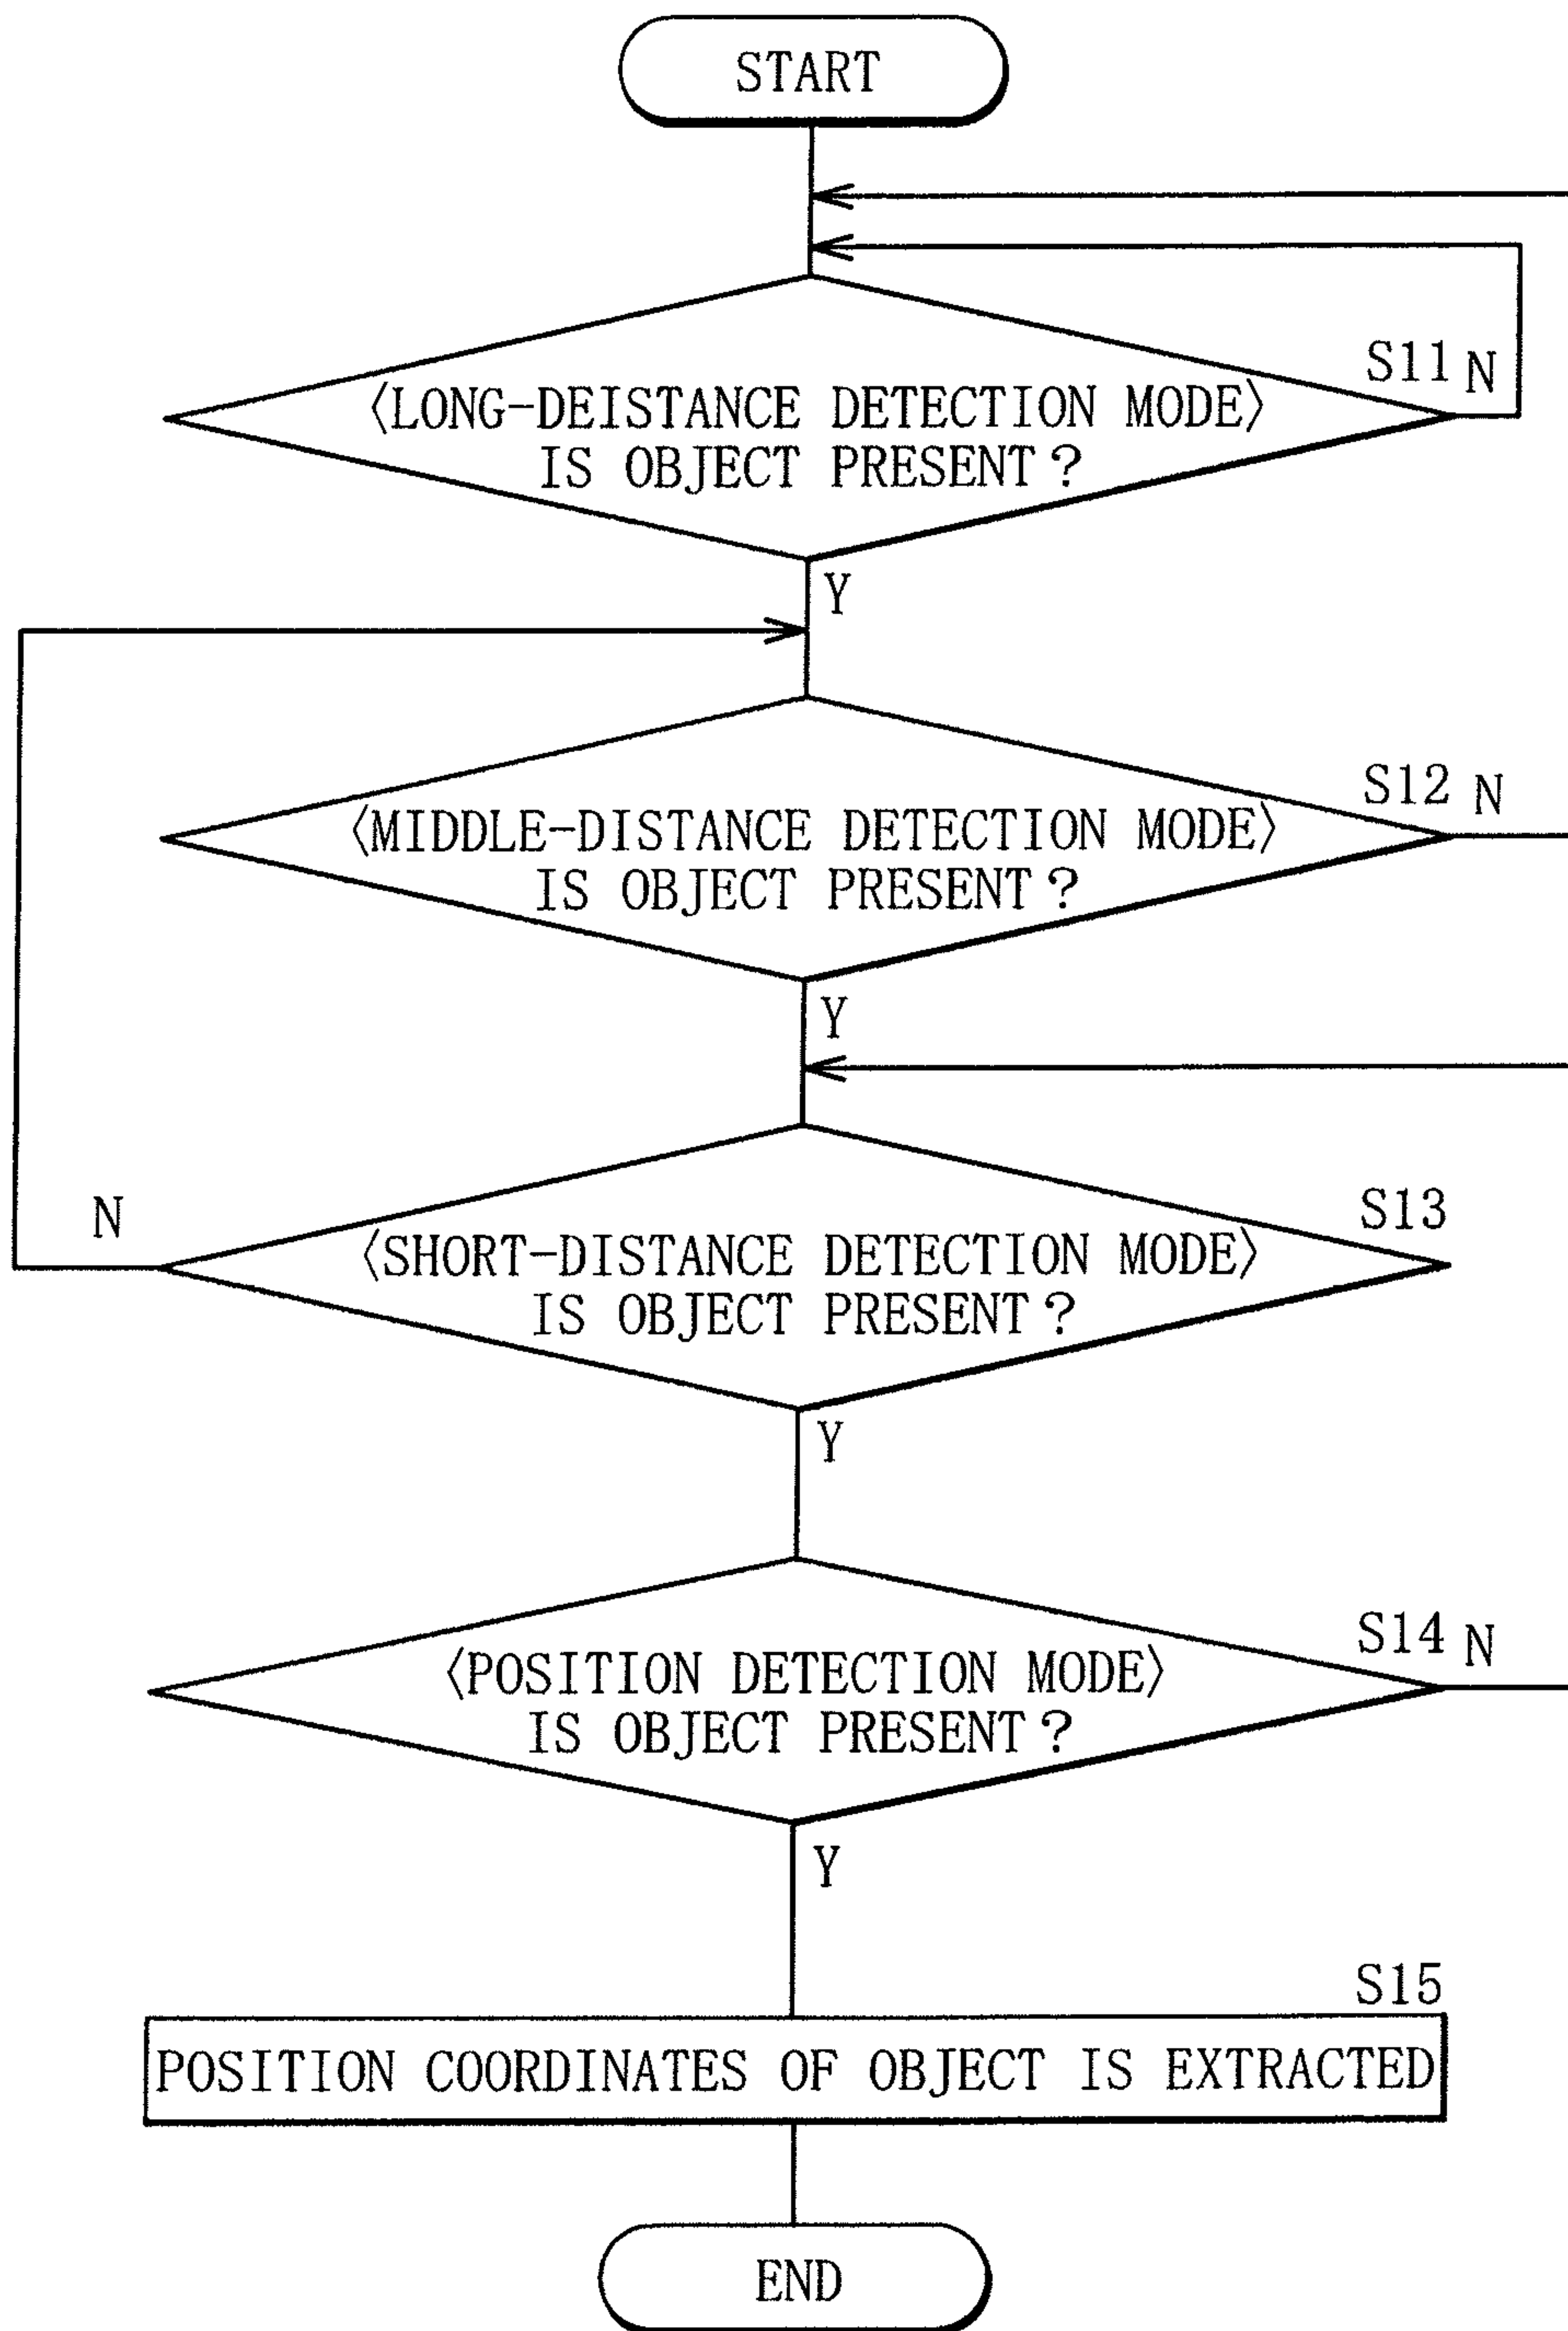 START
S11 N
〈LONG-DEISTANCE DETECTION MODE〉
IS OBJECT PRESENT?
Y
S12 N
〈MIDDLE-DISTANCE DETECTION MODE〉
IS OBJECT PRESENT?
Y
N
S13
〈SHORT-DISTANCE DETECTION MODE〉
IS OBJECT PRESENT?
Y
S14 N
〈POSITION DETECTION MODE〉
IS OBJECT PRESENT?
Y
S15
POSITION COORDINATES OF OBJECT IS EXTRACTED
END